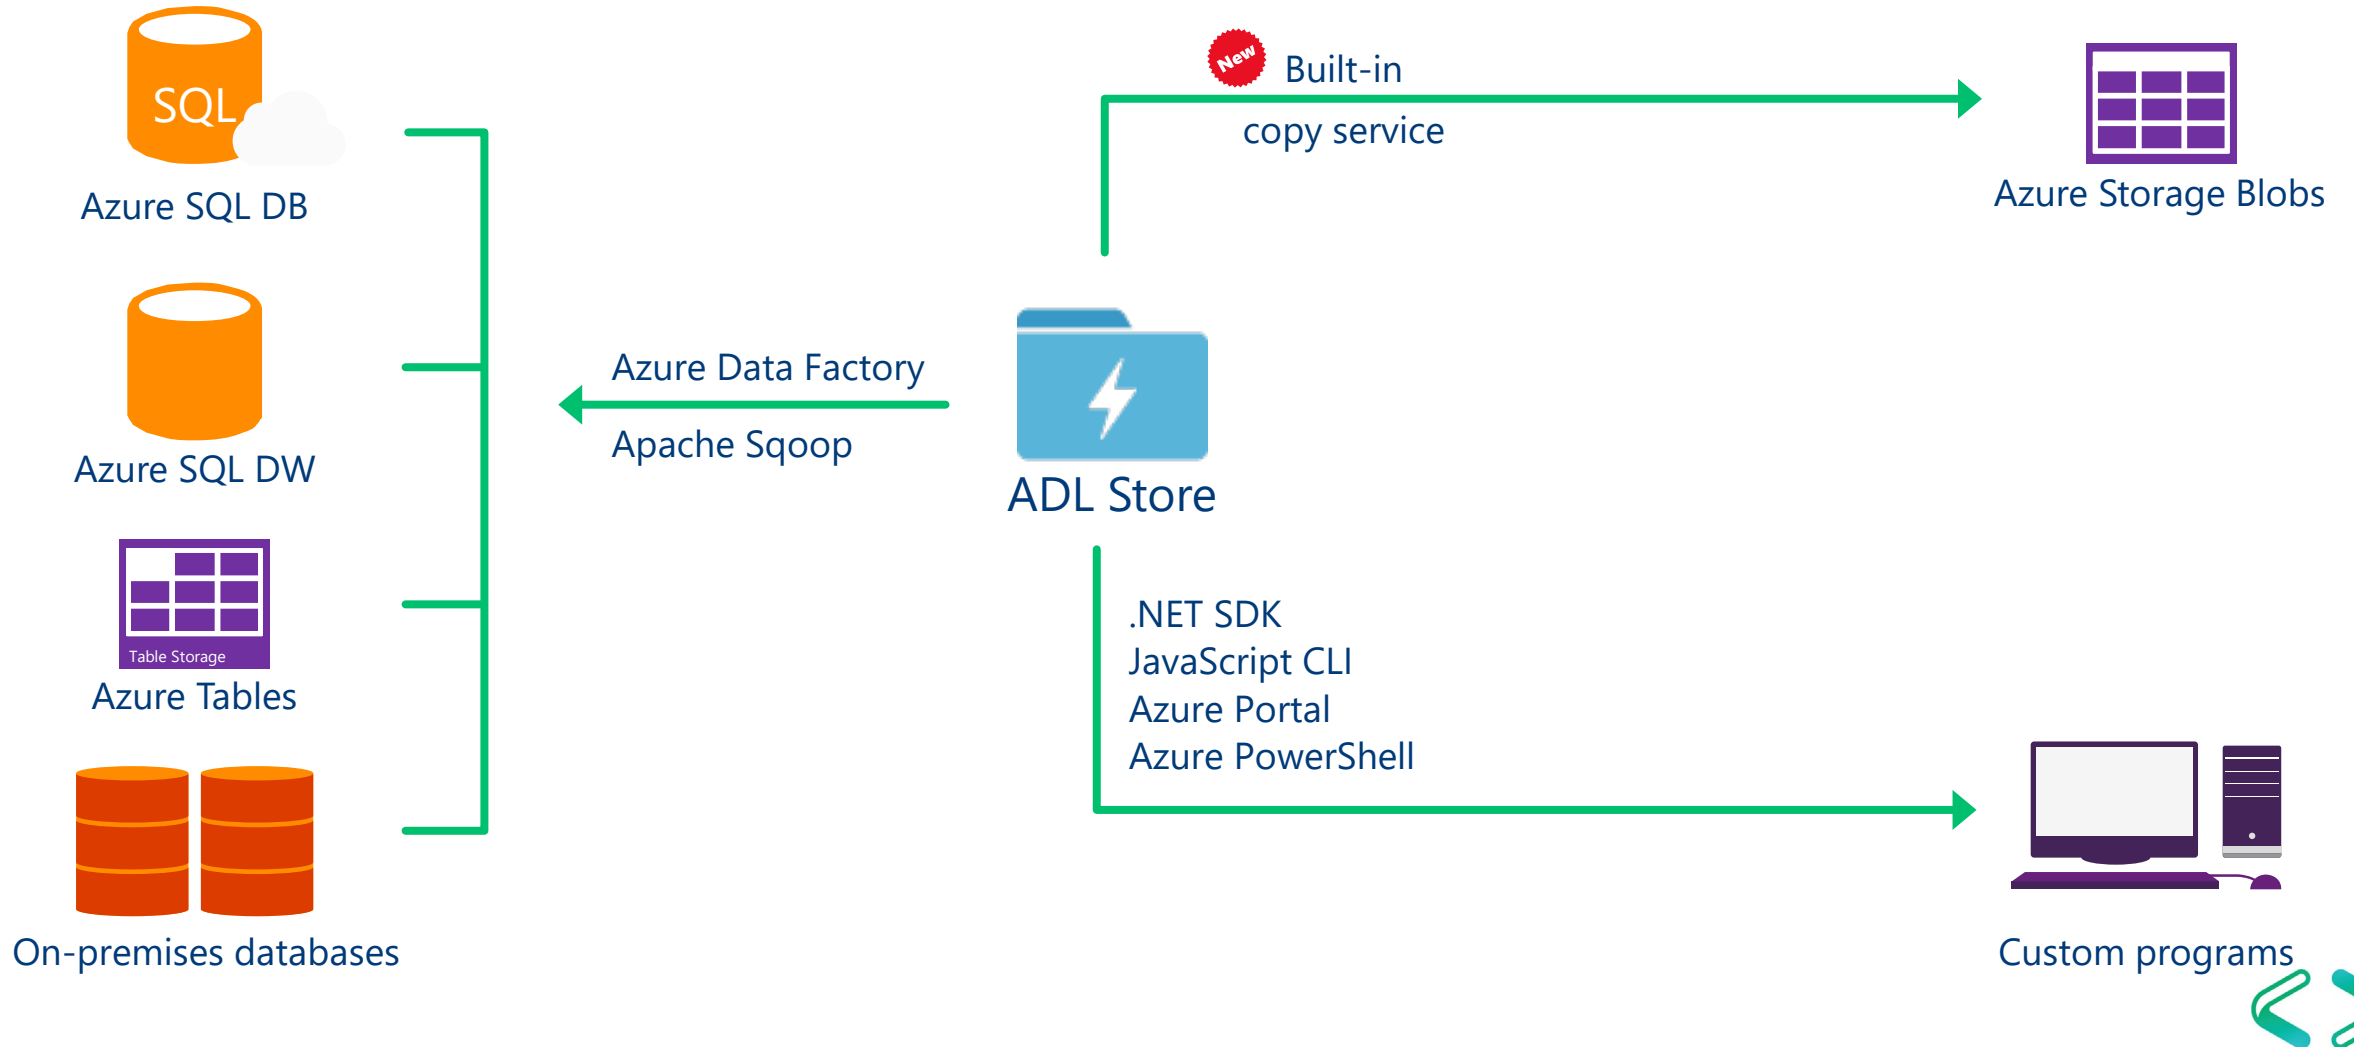 SQL
Azure SQL DB
Azure SQL DW
Table Storage
Azure Tables
On-premises databases
Azure Data Factory
Apache Sqoop
New
Built-in
copy service
ADL Store
.NET SDK
JavaScript CLI
Azure Portal
Azure PowerShell
Azure Storage Blobs
Custom programs